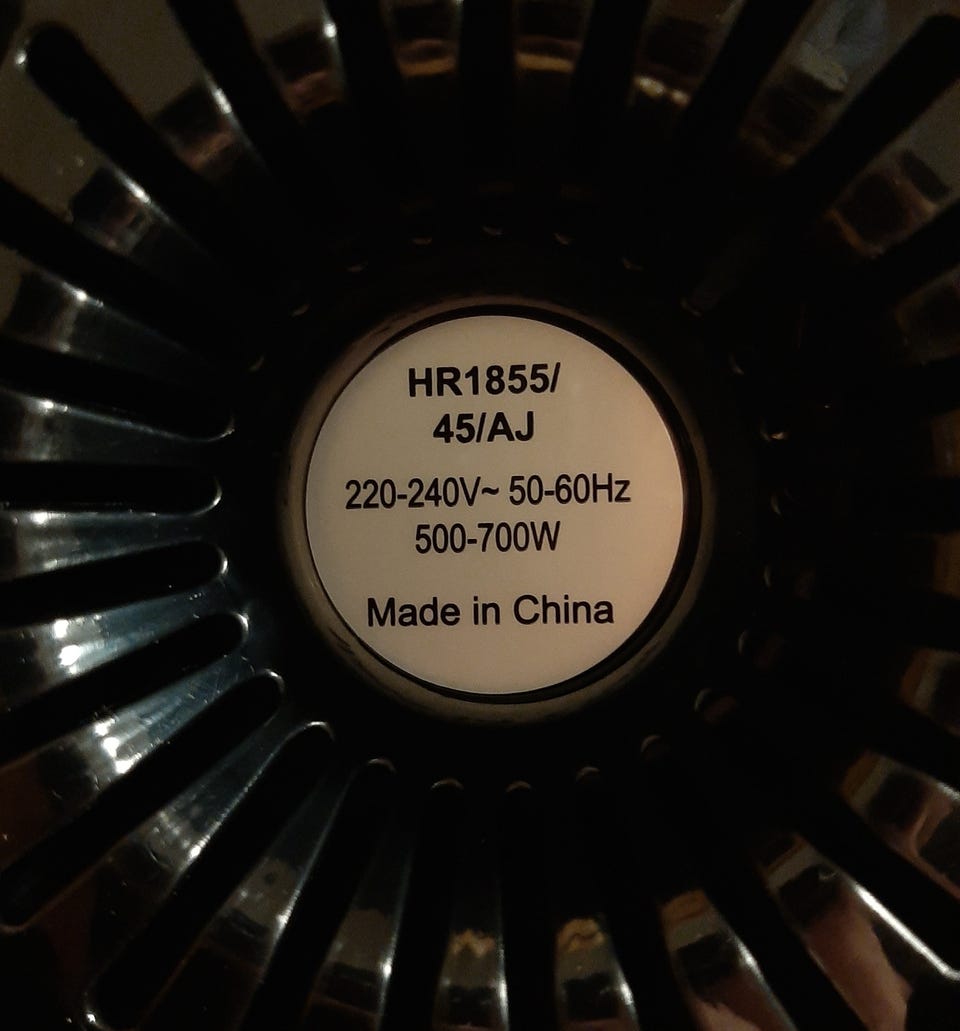 HR1855/
45/AJ
220-240V~ 50-60Hz
500-700W
Made in China